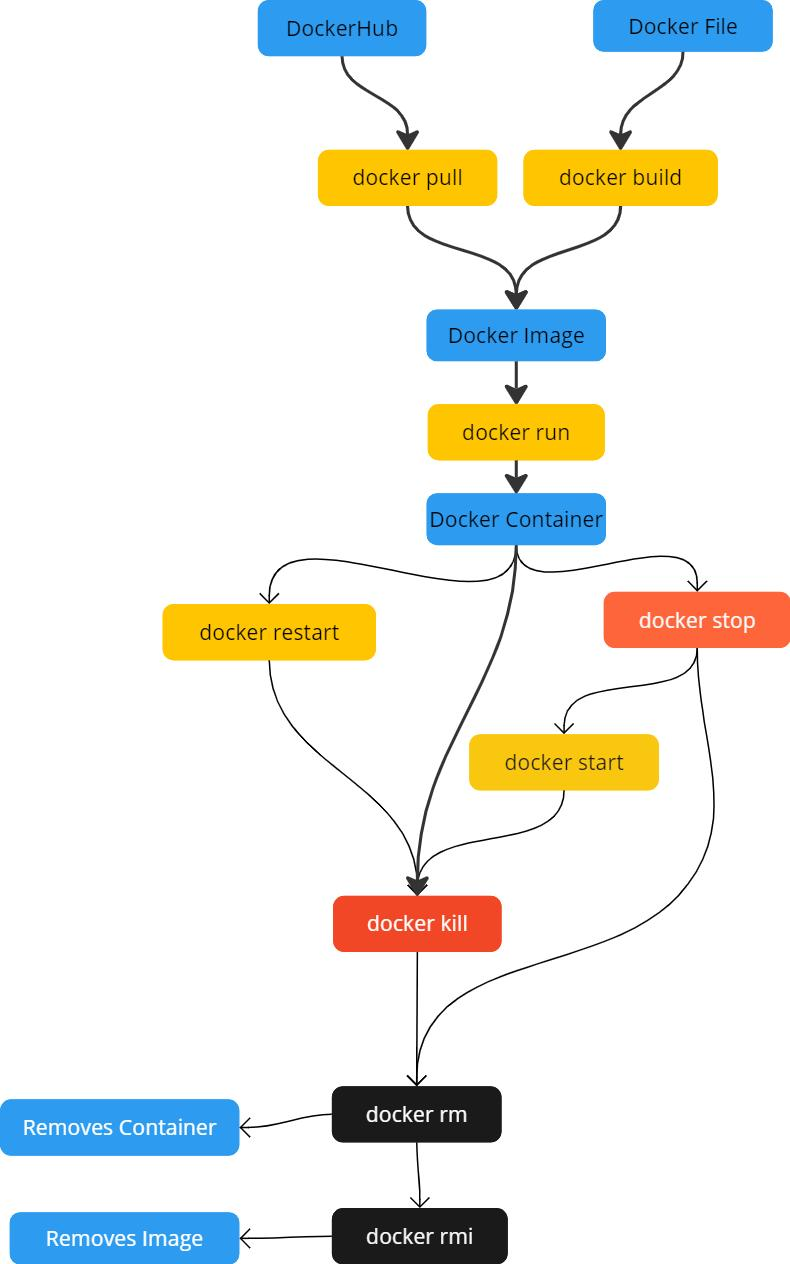 DockerHub
Docker File
docker pull
docker build
Docker Image
docker run
Docker Container
docker restart
docker stop
docker start
docker kill
docker rm
Removes Container
docker rmi
Removes Image